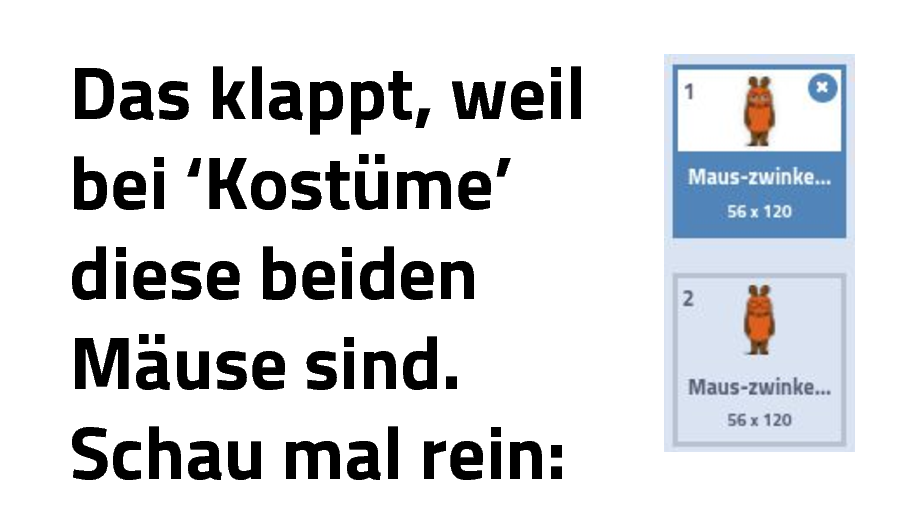 Das klappt, weil
bei ‘Kostüme’
diese beiden
Mäuse sind.
Schau mal rein:
1
Maus-zwinke...
56 x 120
2
Maus-zwinke...
56 x 120